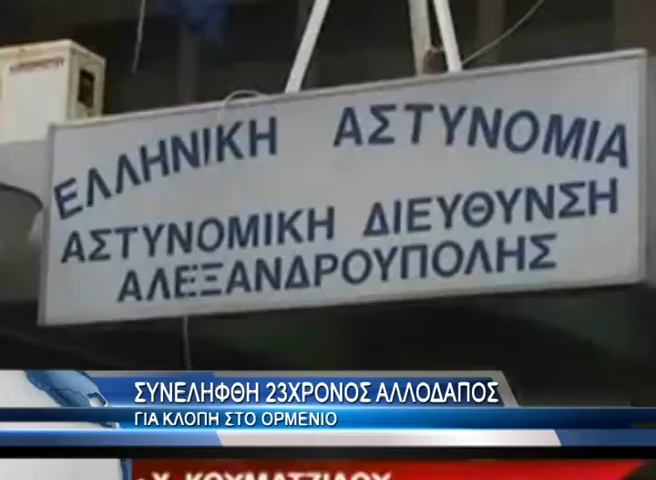 ΕΛΛΗΝΙΚΗ ΑΣΤΥΝΟΜΙΑ
ΑΣΤΥΝΟΜΙΚΗ ΔΙΕΥΘΥΝΣΗ
ΑΛΕΞΑΝΔΡΟΥΠΟΛΗΣ
ΣΥΝΕΛΗΦΘΗ 23ΧΡΟΝΟΣ ΑΛΛΟΔΑΠΟΣ
ΓΙΑ ΚΛΟΠΗ ΣΤΟ ΟΡΜΕΝΙΟ